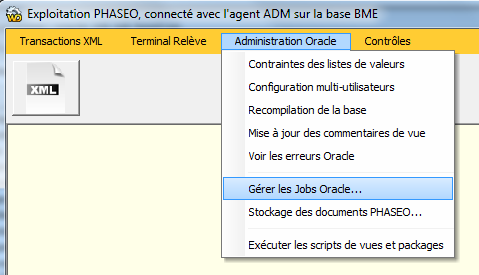 Exploitation PHASEO, connecté avec l'agent ADM sur la base BME
Transactions XML Terminal Relève Administration Oracle Contrôles
XML
Contraintes des listes de valeurs
Configuration multi-utilisateurs
Recompilation de la base
Mise à jour des commentaires de vue
Voir les erreurs Oracle
Gérer les Jobs Oracle...
Stockage des documents PHASEO...
Exécuter les scripts de vues et packages